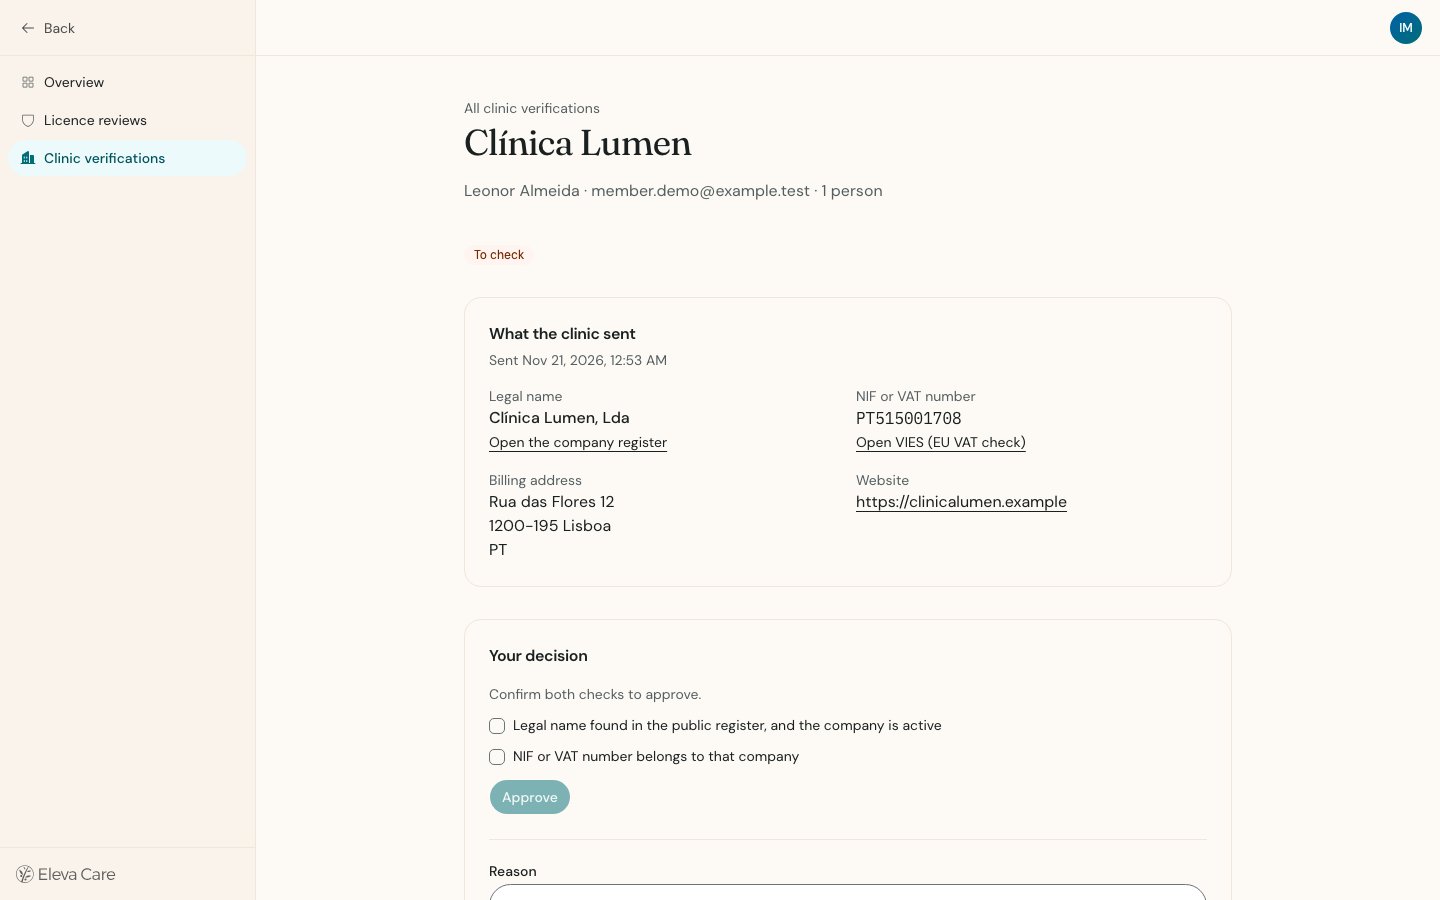 Back
IM
Overview
Licence reviews
Clinic verifications
All clinic verifications
Clínica Lumen
Leonor Almeida · member.demo@example.test · 1 person
To check
What the clinic sent
Sent Nov 21, 2026, 12:53 AM
Legal name
Clínica Lumen, Lda
Open the company register
NIF or VAT number
PT515001708
Open VIES (EU VAT check)
Billing address
Rua das Flores 12
1200-195 Lisboa
PT
Website
https://clinicalumen.example
Your decision
Confirm both checks to approve.
Legal name found in the public register, and the company is active
NIF or VAT number belongs to that company
Approve
Reason
Eleva Care